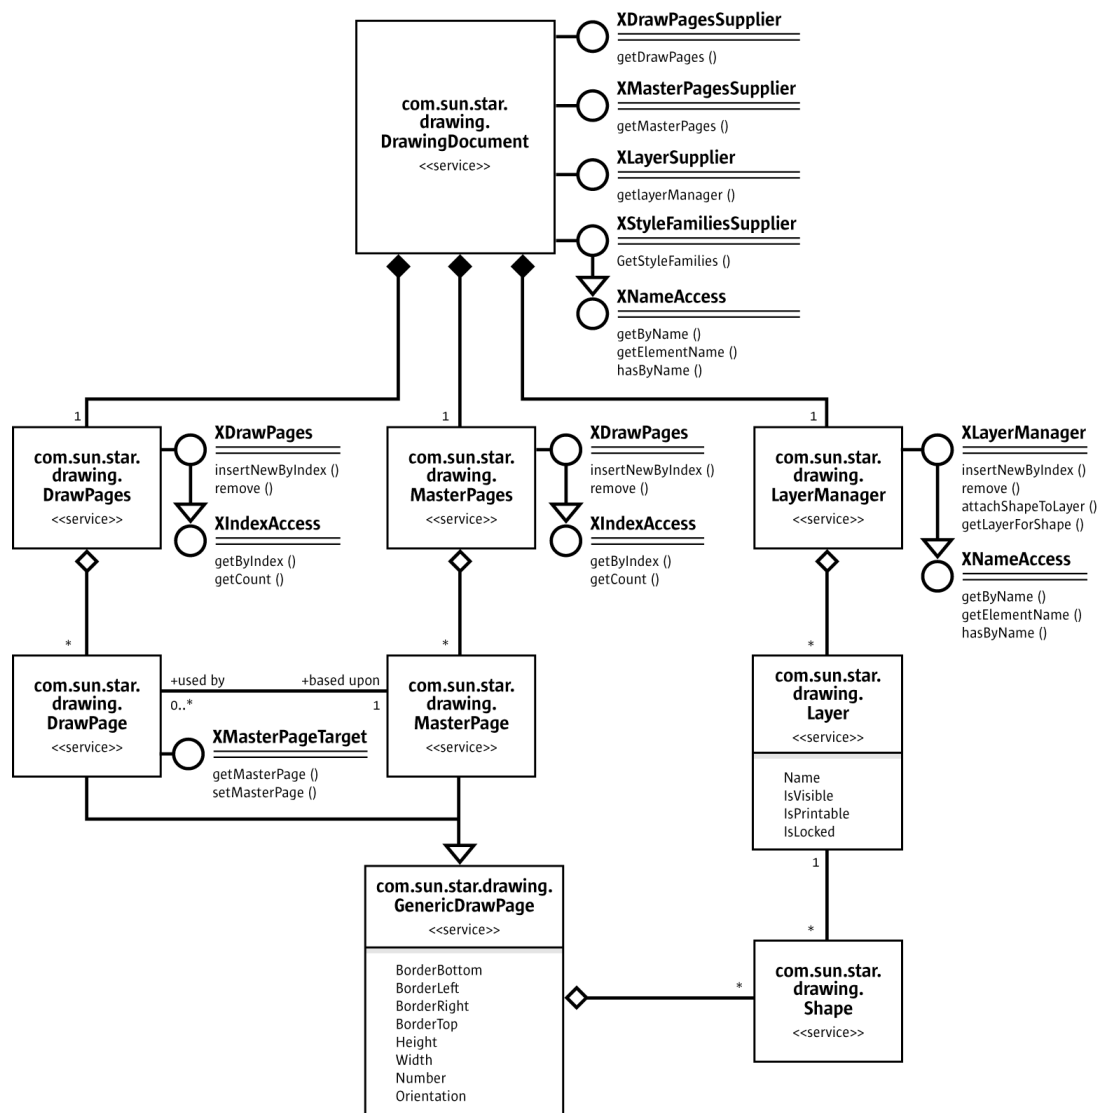 com.sun.star.
drawing.
DrawingDocument
<<service>>
XDrawPagesSupplier
getDrawPages ()
XMasterPagesSupplier
getMasterPages ()
XLayerSupplier
getlayerManager ()
XStyleFamiliesSupplier
GetStyleFamilies ()
XNameAccess
getByName ()
getElementName ()
hasByName ()
1
com.sun.star.
drawing.
DrawPages
<<service>>
XDrawPages
insertNewByIndex ()
remove ()
XIndexAccess
getByIndex ()
getCount ()
1
com.sun.star.
drawing.
MasterPages
<<service>>
XDrawPages
insertNewByIndex ()
remove ()
XIndexAccess
getByIndex ()
getCount ()
1
com.sun.star.
drawing.
LayerManager
<<service>>
XLayerManager
insertNewByIndex ()
remove ()
attachShapeToLayer ()
getLayerForShape ()
XNameAccess
getByName ()
getElementName ()
hasByName ()
*
com.sun.star.
drawing.
DrawPage
<<service>>
+used by
0..*
+based upon
1
XMasterPageTarget
getMasterPage ()
setMasterPage ()
*
com.sun.star.
drawing.
MasterPage
<<service>>
*
com.sun.star.
drawing.
Layer
<<service>>
Name
IsVisible
IsPrintable
IsLocked
1
*
com.sun.star.drawing.
GenericDrawPage
<<service>>
BorderBottom
BorderLeft
BorderRight
BorderTop
Height
Width
Number
Orientation
*
com.sun.star.
drawing.
Shape
<<service>>